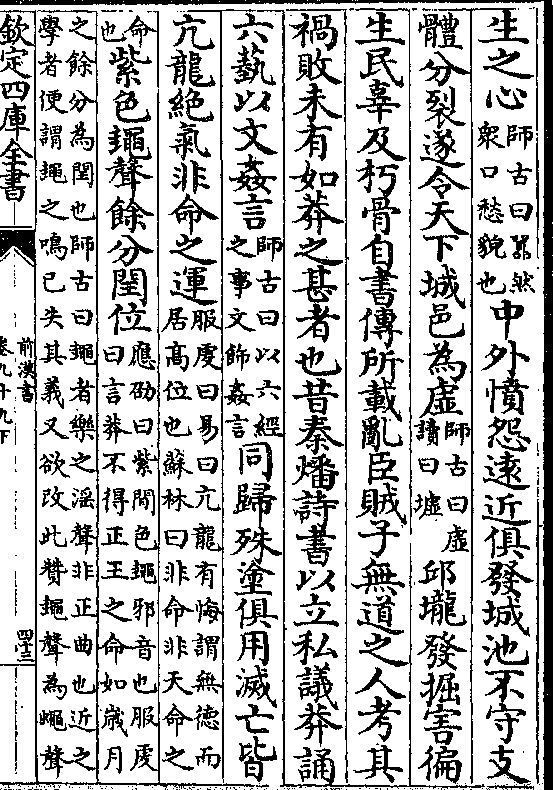 生之心師古曰嚻然衆口愁貌也中外憤怨遠近俱發城池不守支
體分裂遂令天下城邑為虛師古曰虛讀曰墟邱壠發掘害徧
生民辜及朽骨自書傳所載亂臣賊子無道之人考其
禍敗未有如莽之甚者也昔秦燔詩書以立私議莽誦
六藝以文姦言師古曰以六經之事文飾姦言同歸殊塗俱用滅亡皆
亢龍絕氣非命之運服虔曰易曰亢龍有悔謂無德而居高位也蘇林曰非命非天命之
命也紫色䵷聲餘分閏位應劭曰紫間色䵷邪音也服虔曰言莽不得正王之命如歲月
之餘分為閏也師古曰䵷者樂之淫聲非正曲也近之學者便謂䵷之鳴已失其義又欲改此贊䵷聲為蠅聲
欽定四庫全書
前漢書
卷九十九下
四十三